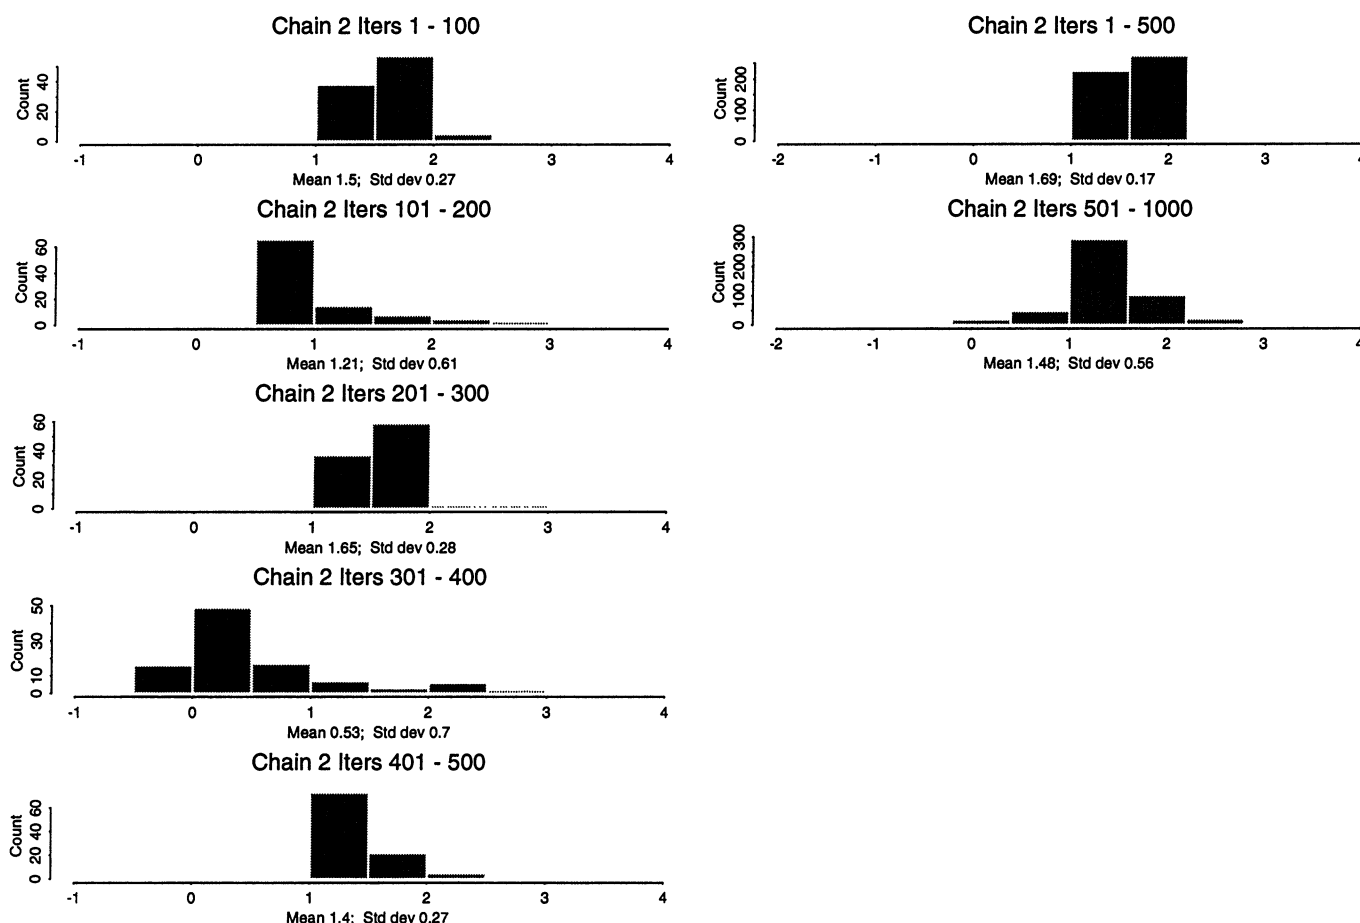 Chain 2 Iters 1 - 100
Count
0 20 40
-1 0 1 2 3 4
Mean 1.5; Std dev 0.27
Chain 2 Iters 101 - 200
Count
0 20 40 60
-1 0 1 2 3 4
Mean 1.21; Std dev 0.61
Chain 2 Iters 201 - 300
Count
0 20 40 60
-1 0 1 2 3 4
Mean 1.65; Std dev 0.28
Chain 2 Iters 301 - 400
Count
0 10 30 50
-1 0 1 2 3 4
Mean 0.53; Std dev 0.7
Chain 2 Iters 401 - 500
Count
0 20 40 60
-1 0 1 2 3 4
Mean 1.4; Std dev 0.27
Chain 2 Iters 1 - 500
Count
0 100 200
-2 -1 0 1 2 3 4
Mean 1.69; Std dev 0.17
Chain 2 Iters 501 - 1000
Count
0 100 200 300
-2 -1 0 1 2 3 4
Mean 1.48; Std dev 0.56